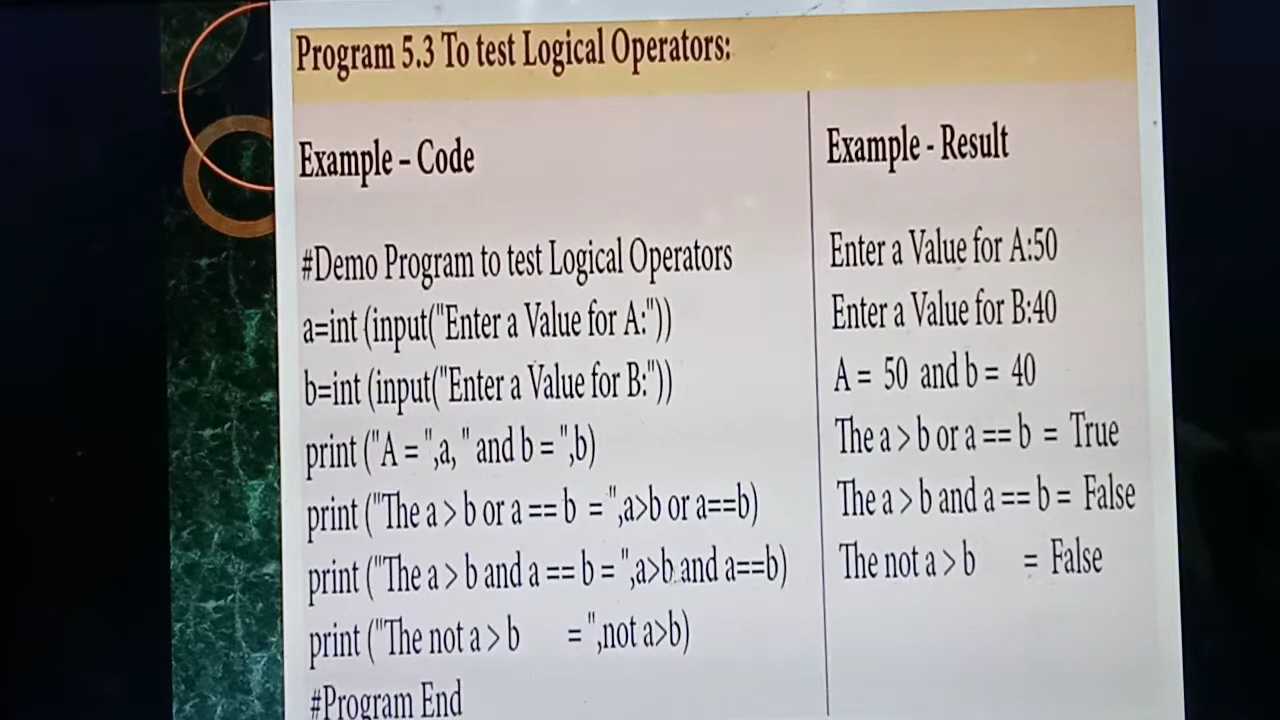 Program 5.3 To test Logical Operators:
Example – Code
#Demo Program to test Logical Operators
a=int (input("Enter a Value for A:"))
b=int (input("Enter a Value for B:"))
print ("A = ",a, " and b = ",b)
print ("The a > b or a == b  = ",a>b or a==b)
print ("The a > b and a == b = ",a>b and a==b)
print ("The not a > b      = ",not a>b)
#Program End
Example - Result
Enter a Value for A:50
Enter a Value for B:40
A =  50  and b =  40
The a > b or a == b  =  True
The a > b and a == b =  False
The not a > b      =  False